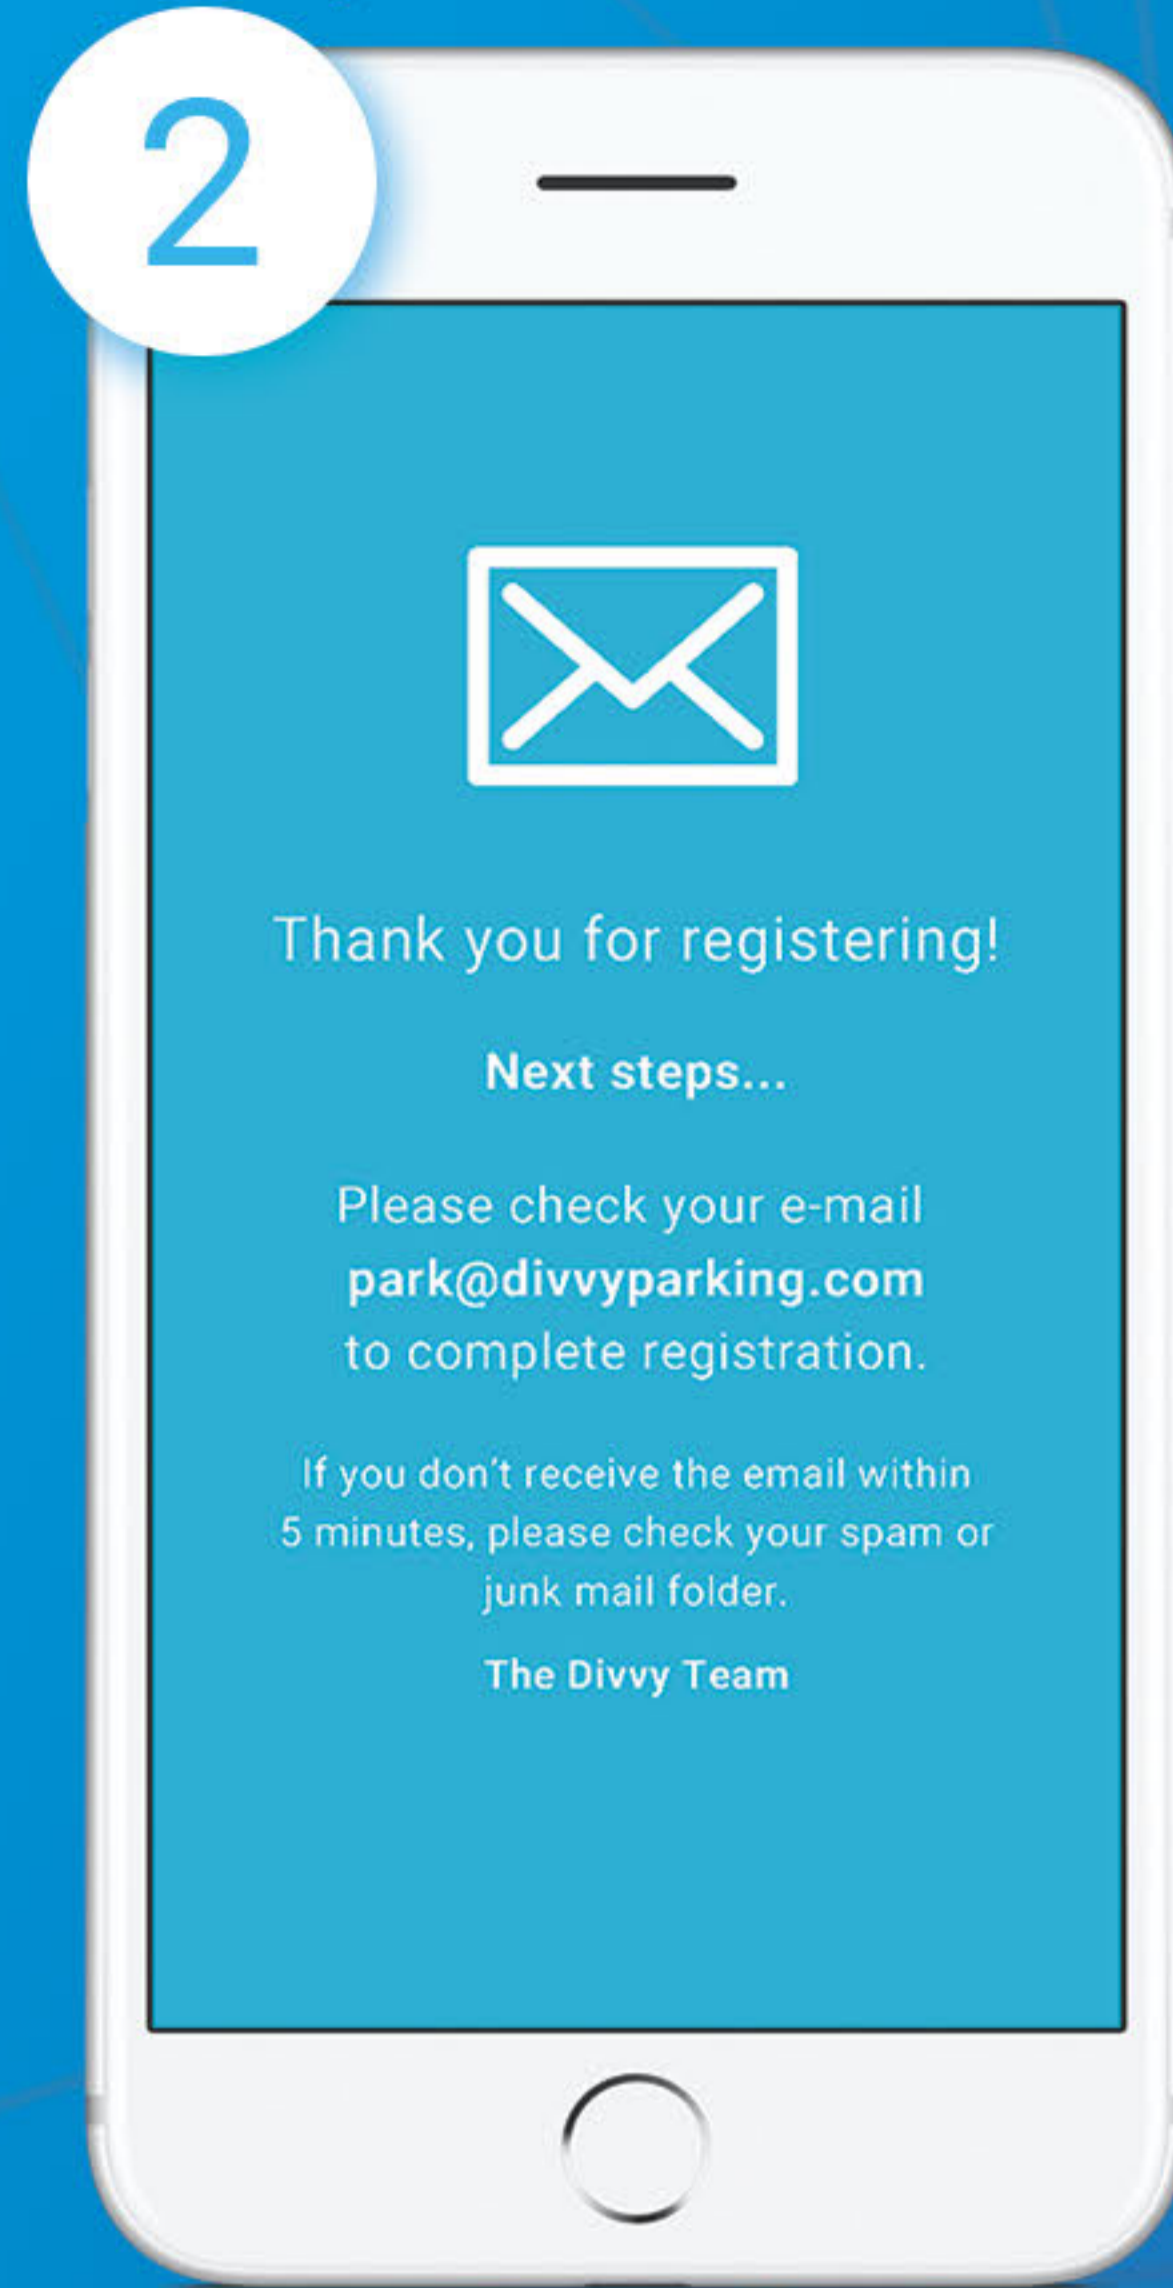 2
Thank you for registering!
Next steps...
Please check your e-mail
park@divvyparking.com
to complete registration.
If you don't receive the email within
5 minutes, please check your spam or
junk mail folder.
The Divvy Team